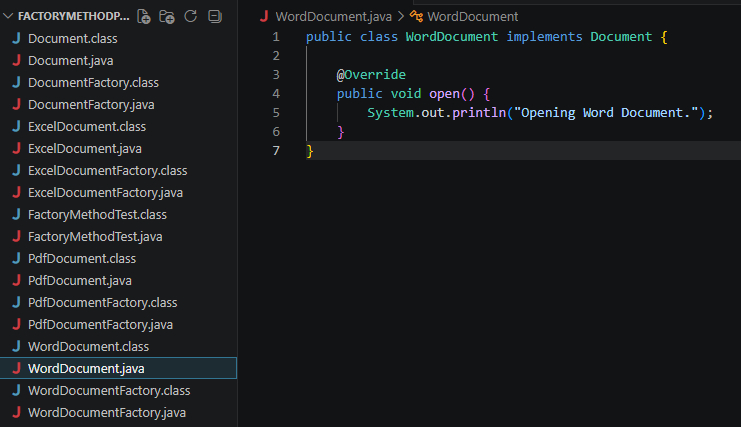 FACTORYMETHODP...
Document.class
Document.java
DocumentFactory.class
DocumentFactory.java
ExcelDocument.class
ExcelDocument.java
ExcelDocumentFactory.class
ExcelDocumentFactory.java
FactoryMethodTest.class
FactoryMethodTest.java
PdfDocument.class
PdfDocument.java
PdfDocumentFactory.class
PdfDocumentFactory.java
WordDocument.class
WordDocument.java
WordDocumentFactory.class
WordDocumentFactory.java
J WordDocument.java > WordDocument
1 public class WordDocument implements Document {
2
3 @Override
4 public void open() {
5 System.out.println("Opening Word Document.");
6 }
7 }